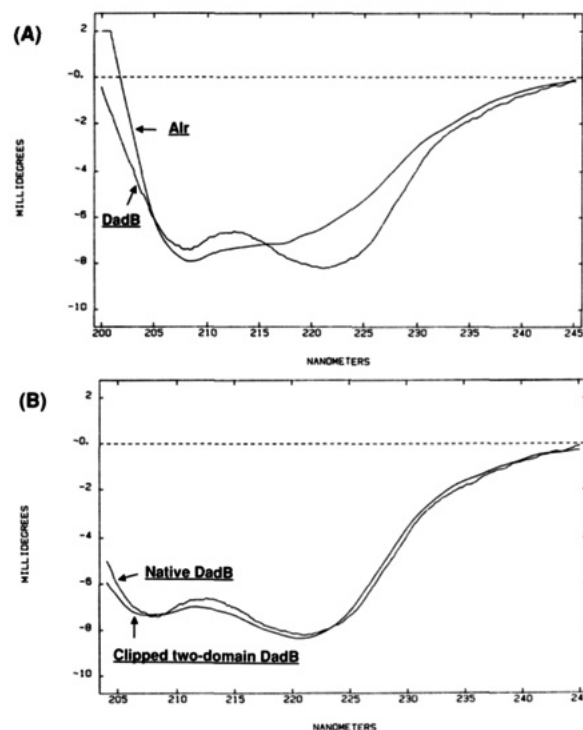 (A)
2
-0.
-2
-4
-6
-8
-10
MILLIDEGREES
Alr
DadB
200 205 210 215 220 225 230 235 240 245
NANOMETERS
(B)
2
-0.
-2
-4
-6
-8
-10
MILLIDEGREES
Native DadB
Clipped two-domain DadB
205 210 215 220 225 230 235 240 24
NANOMETERS